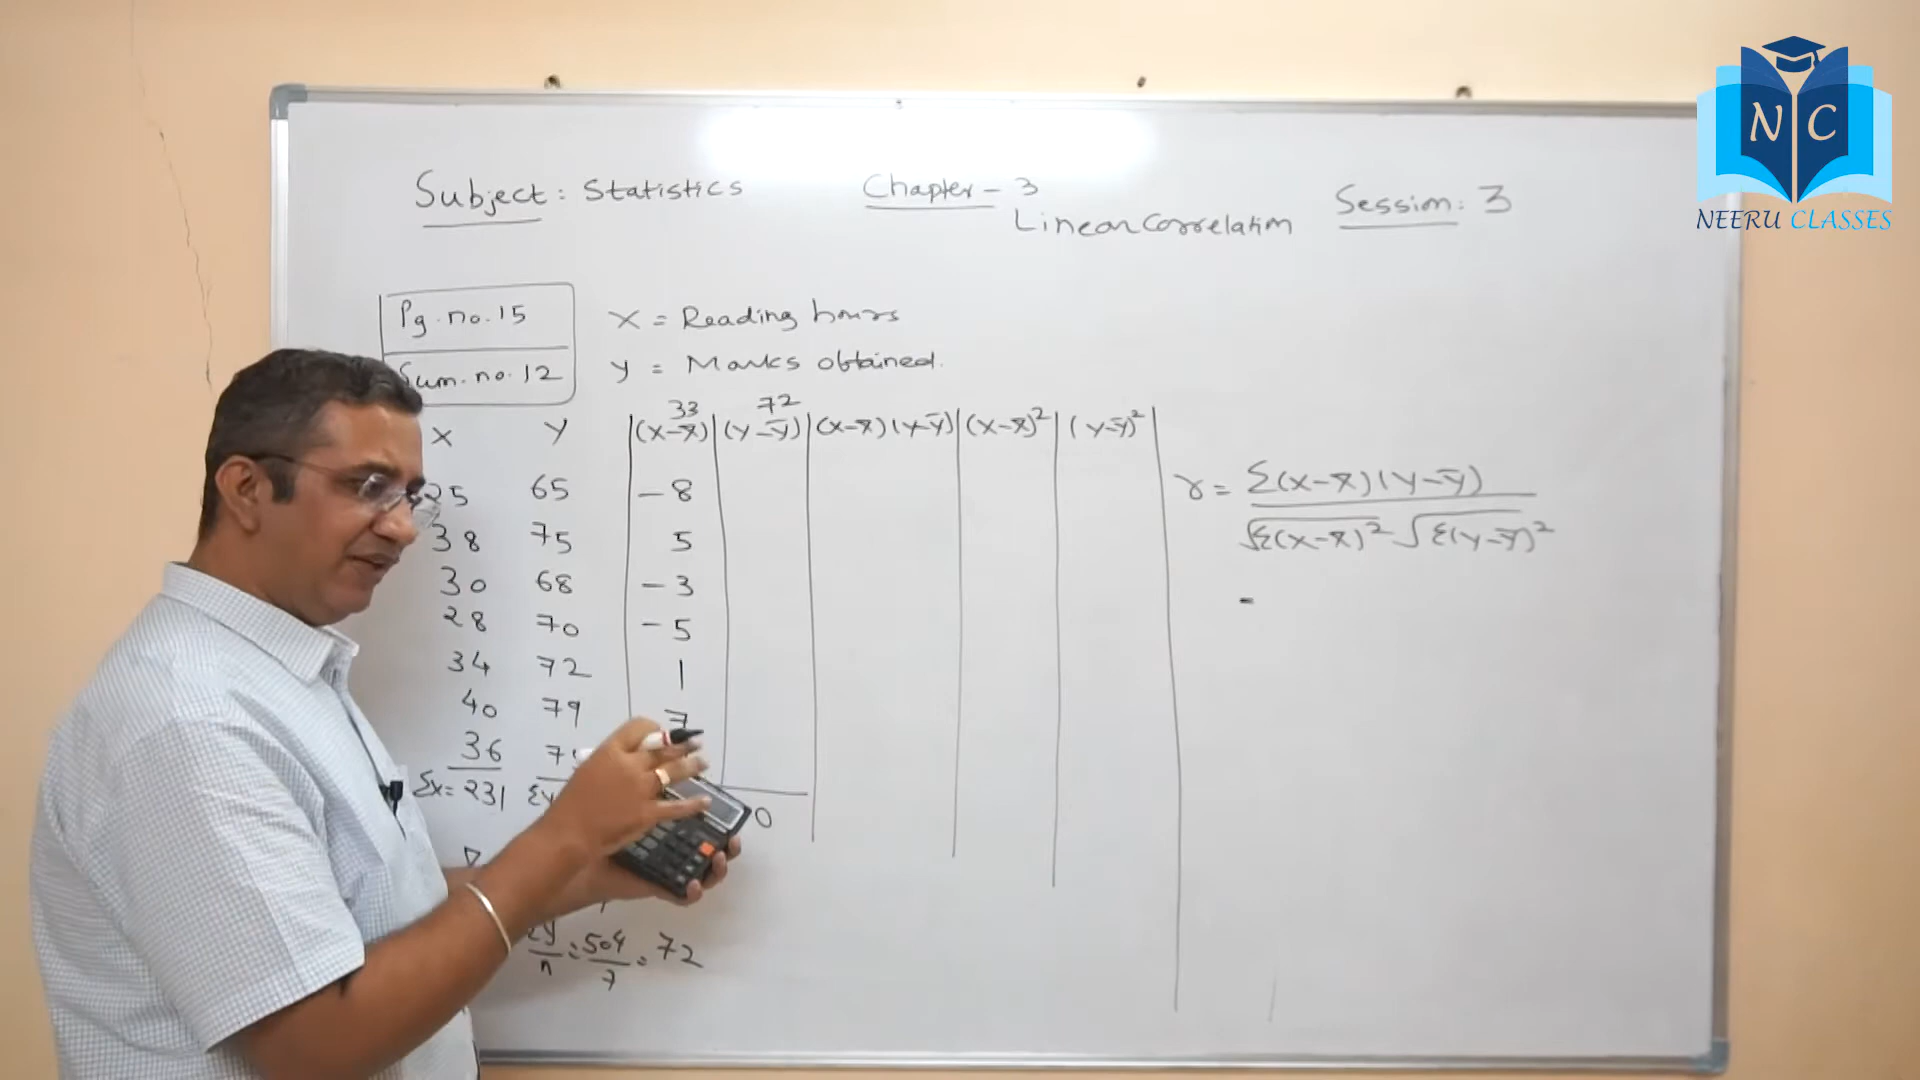 N C
NEERU CLASSES
Subject: Statistics Chapter - 3 Session: 3
Linear Correlation
Pg. no. 15
Sum. no. 12
X = Reading hours
Y = Marks obtained.
33 72
X Y (X-X̄) (Y-Ȳ) (X-X̄)(Y-Ȳ) (X-X̄)² (Y-Ȳ)²
25 65 -8
38 75 5
30 68 -3
28 70 -5
34 72 1
40 79 7
36
Σx = 231 Σy
0
Σy/n = 504/7 = 72
r = Σ(X-X̄)(Y-Ȳ)
√Σ(X-X̄)² √Σ(Y-Ȳ)²